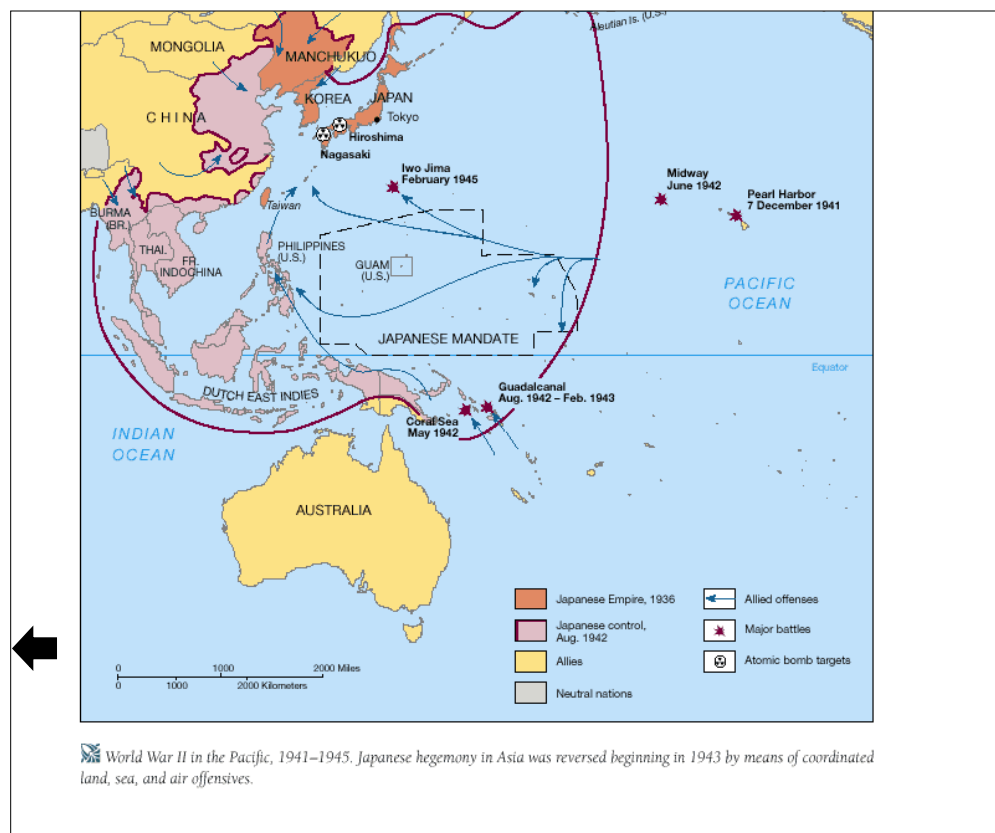 Aleutian Is. (U.S.)
MONGOLIA
MANCHUKUO
KOREA
JAPAN
CHINA
Tokyo
Hiroshima
Nagasaki
Iwo Jima
February 1945
Midway
June 1942
Pearl Harbor
7 December 1941
Taiwan
BURMA
(BR.)
THAI.
FR.
INDOCHINA
PHILIPPINES
(U.S.)
GUAM
(U.S.)
PACIFIC
OCEAN
JAPANESE MANDATE
Equator
DUTCH EAST INDIES
Guadalcanal
Aug. 1942 – Feb. 1943
Coral Sea
May 1942
INDIAN
OCEAN
AUSTRALIA
Japanese Empire, 1936
Japanese control,
Aug. 1942
Allies
Neutral nations
Allied offenses
Major battles
Atomic bomb targets
0 1000 2000 Miles
0 1000 2000 Kilometers
World War II in the Pacific, 1941–1945. Japanese hegemony in Asia was reversed beginning in 1943 by means of coordinated
land, sea, and air offensives.